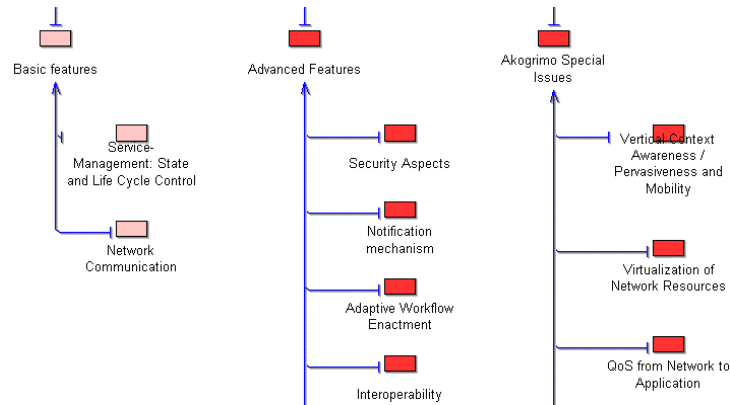 Basic features
Service-
Management: State
and Life Cycle Control
Network
Communication
Advanced Features
Security Aspects
Notification
mechanism
Adaptive Workflow
Enactment
Interoperability
Akogrimo Special
Issues
Vertical Context
Awareness /
Pervasiveness and
Mobility
Virtualization of
Network Resources
QoS from Network to
Application